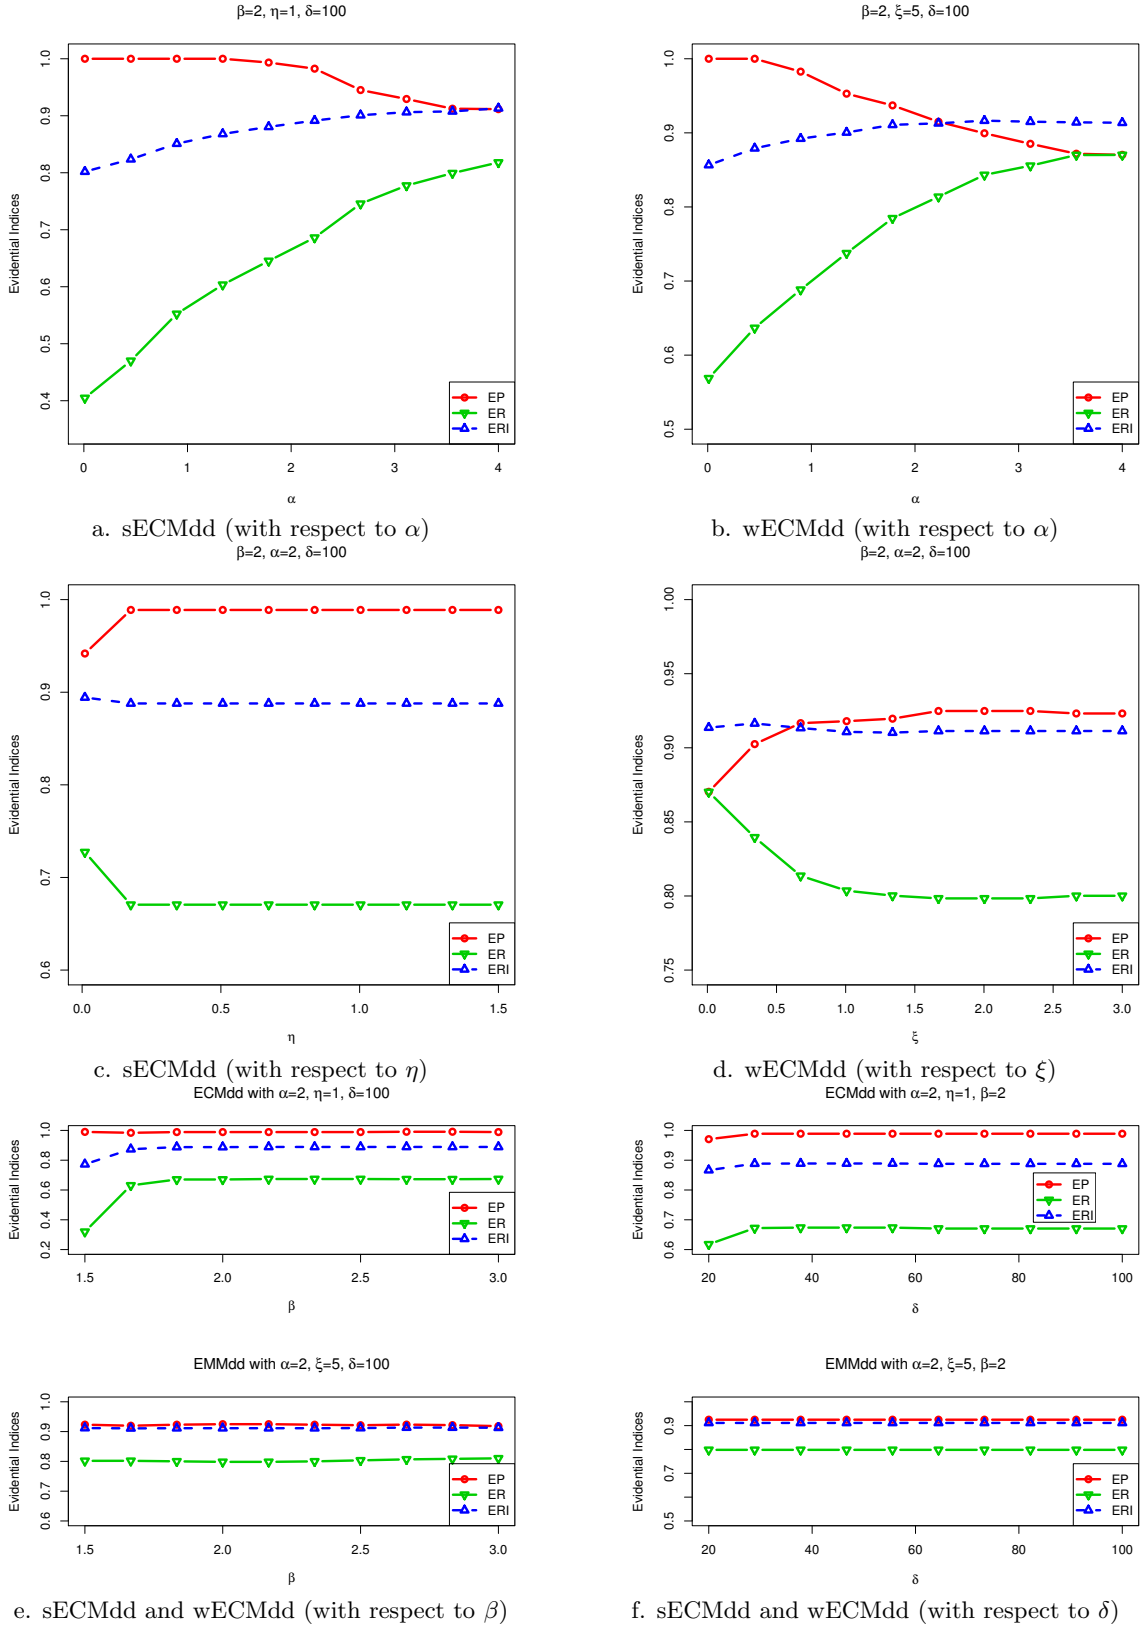 β=2, η=1, δ=100
Evidential Indices
0.4 0.5 0.6 0.7 0.8 0.9 1.0
EP
ER
ERI
0 1 2 3 4
α
a. sECMdd (with respect to α)
β=2, ξ=5, δ=100
Evidential Indices
0.5 0.6 0.7 0.8 0.9 1.0
EP
ER
ERI
0 1 2 3 4
α
b. wECMdd (with respect to α)
β=2, α=2, δ=100
Evidential Indices
0.6 0.7 0.8 0.9 1.0
EP
ER
ERI
0.0 0.5 1.0 1.5
η
c. sECMdd (with respect to η)
β=2, α=2, δ=100
Evidential Indices
0.75 0.80 0.85 0.90 0.95 1.00
EP
ER
ERI
0.0 0.5 1.0 1.5 2.0 2.5 3.0
ξ
d. wECMdd (with respect to ξ)
ECMdd with α=2, η=1, δ=100
Evidential Indices
0.2 0.4 0.6 0.8 1.0
EP
ER
ERI
1.5 2.0 2.5 3.0
β
EMMdd with α=2, ξ=5, δ=100
Evidential Indices
0.6 0.7 0.8 0.9 1.0
EP
ER
ERI
1.5 2.0 2.5 3.0
β
e. sECMdd and wECMdd (with respect to β)
ECMdd with α=2, η=1, β=2
Evidential Indices
0.6 0.7 0.8 0.9 1.0
EP
ER
ERI
20 40 60 80 100
δ
EMMdd with α=2, ξ=5, β=2
Evidential Indices
0.5 0.7 0.9
EP
ER
ERI
20 40 60 80 100
δ
f. sECMdd and wECMdd (with respect to δ)